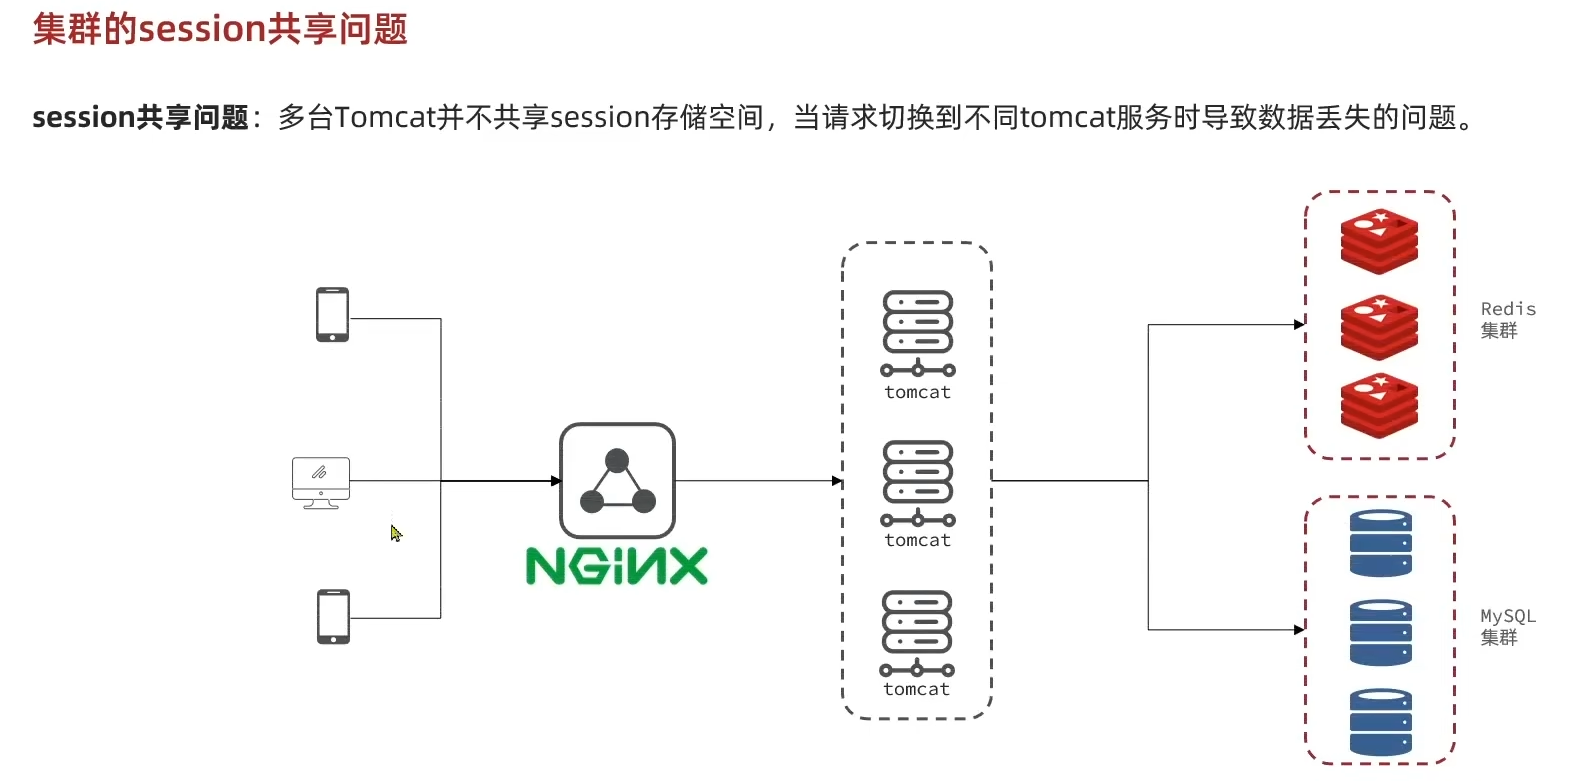 集群的session共享问题
session共享问题：多台Tomcat并不共享session存储空间，当请求切换到不同tomcat服务时导致数据丢失的问题。
Redis
集群
tomcat
tomcat
NGINX
MySQL
集群
tomcat